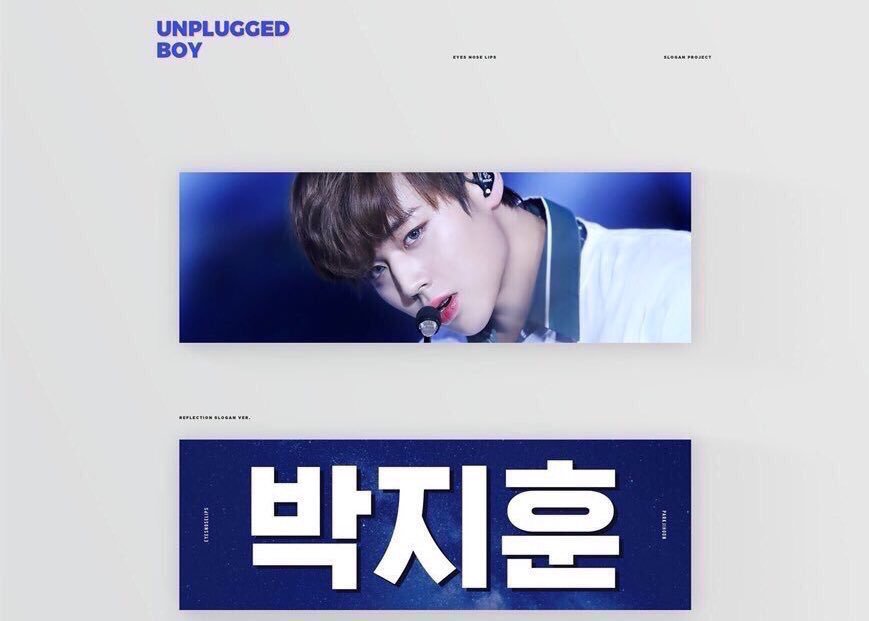 UNPLUGGED
BOY
EYES NOSE LIPS
SLOGAN PROJECT
REFLECTION SLOGAN VER.
EYESNOSELIPS
박지훈
PARKJIHOON